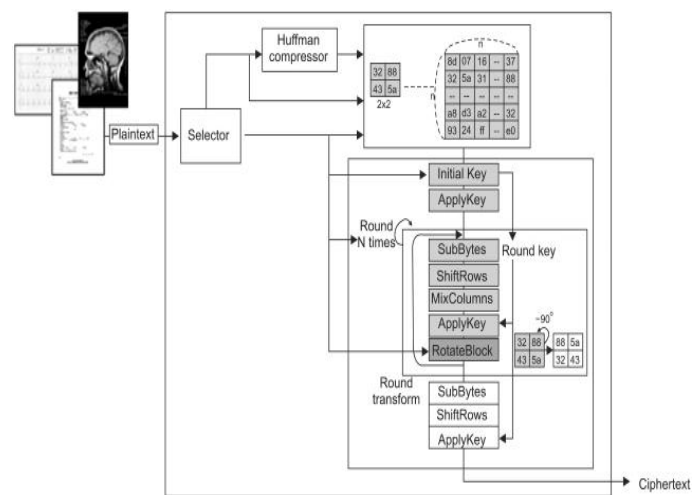 Huffman
compressor
n
8d 07 16 -- 37
32 5a 31 -- 88
-- -- -- -- --
a8 d3 a2 -- 32
93 24 ff -- e0
n
32 88
43 5a
2x2
Plaintext
Selector
Initial Key
ApplyKey
Round
N times
SubBytes
Round key
ShiftRows
MixColumns
ApplyKey
RotateBlock
~90°
32 88
43 5a
88 5a
32 43
Round
transform
SubBytes
ShiftRows
ApplyKey
Ciphertext